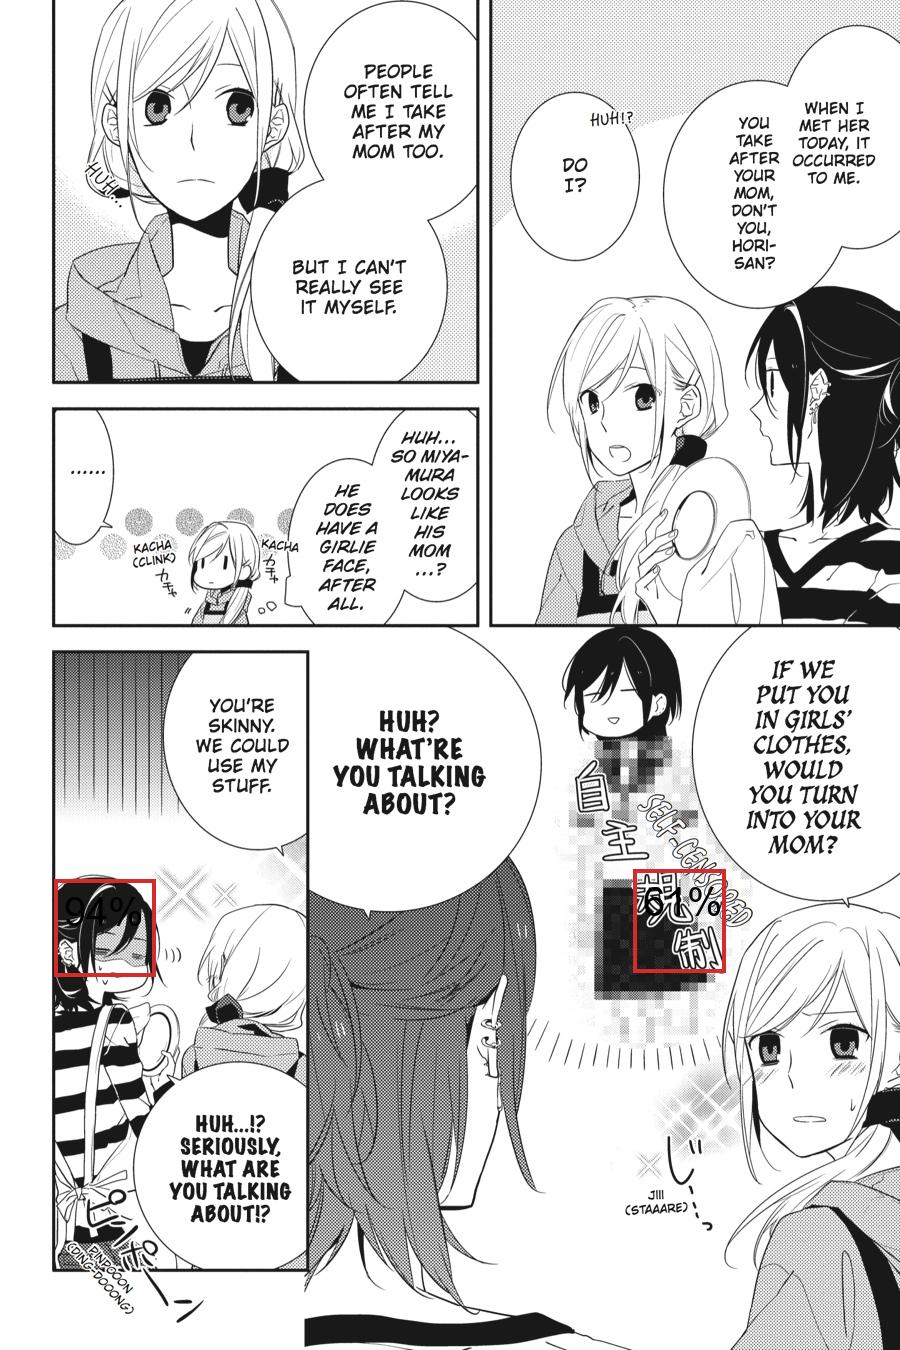 WHEN I
MET HER
TODAY, IT
OCCURRED
TO ME.
YOU
TAKE
AFTER
YOUR
MOM,
DON'T
YOU,
HORI-
SAN?
HUH!?
DO
I?
PEOPLE
OFTEN TELL
ME I TAKE
AFTER MY
MOM TOO.
HUH...
BUT I CAN'T
REALLY SEE
IT MYSELF.
HUH...
SO MIYA-
MURA
LOOKS
LIKE
HIS
MOM
...?
HE
DOES
HAVE A
GIRLIE
FACE,
AFTER
ALL.
KACHA
カチャ
KACHA
(CLINK)
カチャ
......
IF WE
PUT YOU
IN GIRLS'
CLOTHES,
WOULD
YOU TURN
INTO YOUR
MOM?
自主規制
SELF-CENSORED
61%
HUH?
WHAT'RE
YOU TALKING
ABOUT?
じーっ
JIII
(STAAARE)
YOU'RE
SKINNY.
WE COULD
USE MY
STUFF.
94%
HUH...!?
SERIOUSLY,
WHAT ARE
YOU TALKING
ABOUT!?
ピンポーン
PINPOOON
(DING-DOOONG)